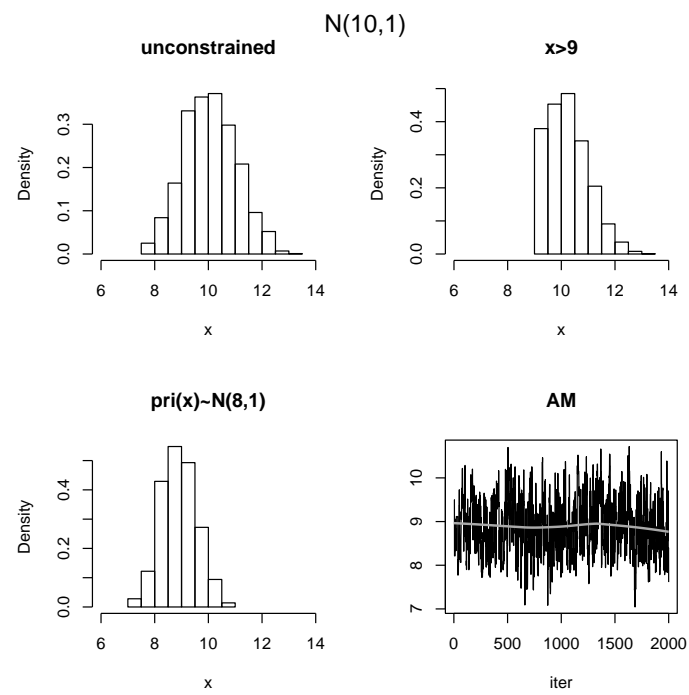 N(10,1)
unconstrained
Density
0.0 0.1 0.2 0.3
6 8 10 12 14
x
x>9
Density
0.0 0.2 0.4
6 8 10 12 14
x
pri(x)~N(8,1)
Density
0.0 0.2 0.4
6 8 10 12 14
x
AM
7 8 9 10
0 500 1000 1500 2000
iter